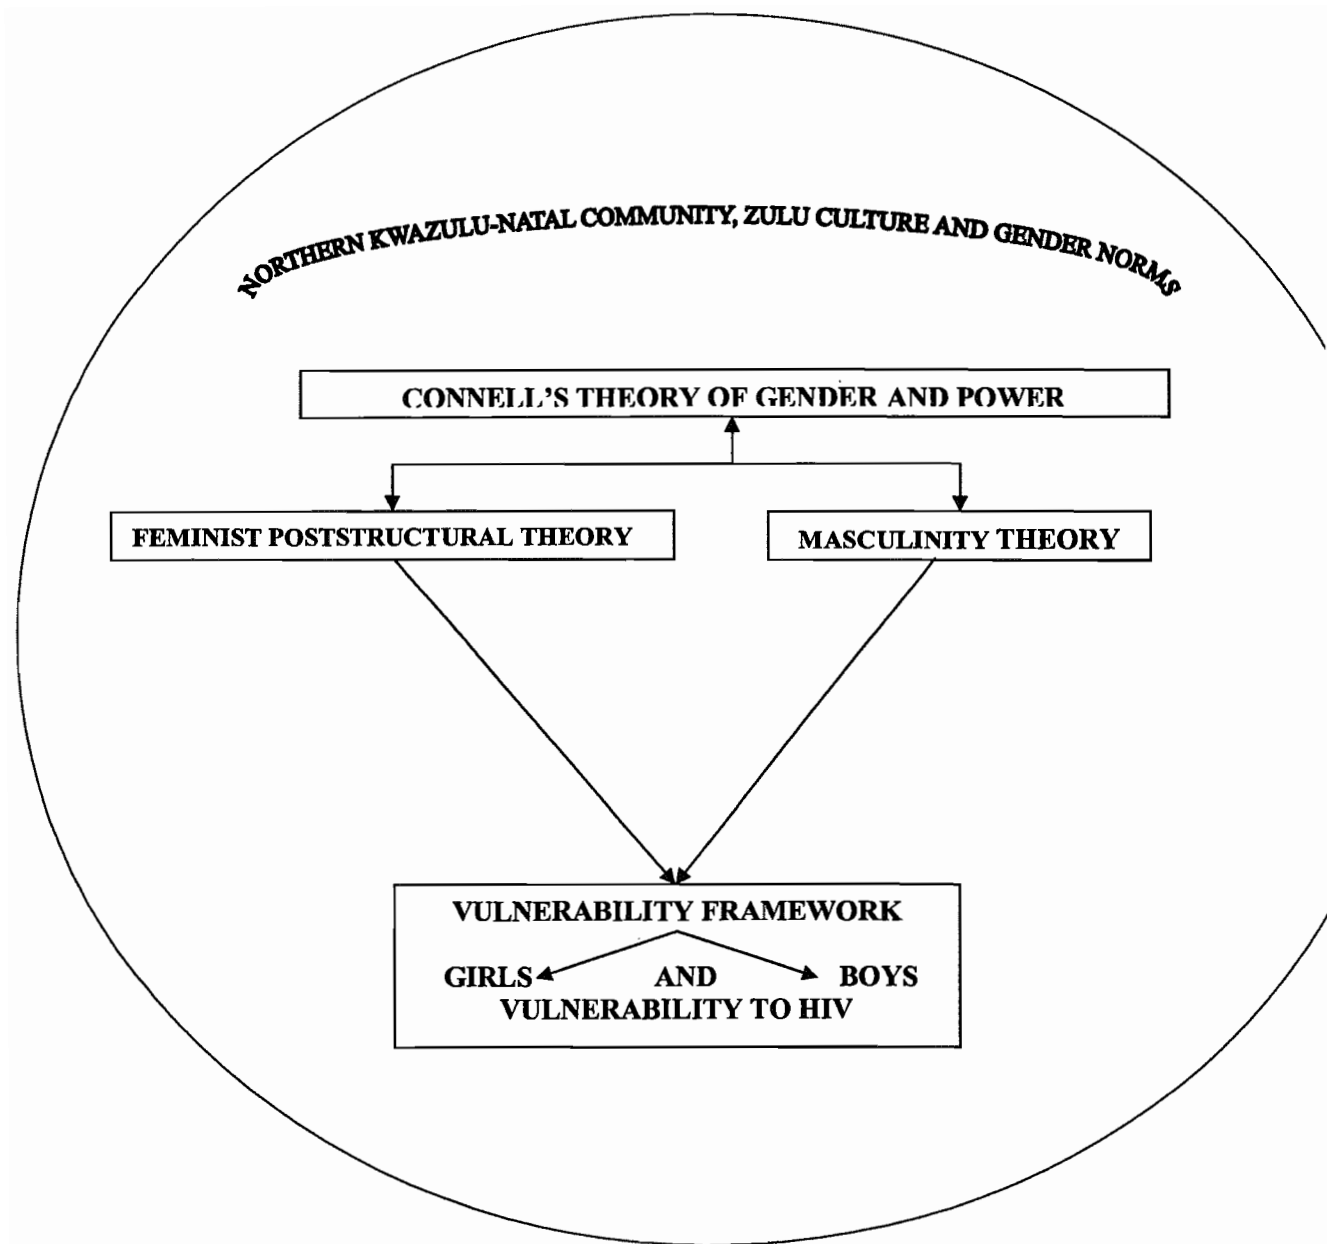 NORTHERN KWAZULU-NATAL COMMUNITY, ZULU CULTURE AND GENDER NORMS
CONNELL'S THEORY OF GENDER AND POWER
FEMINIST POSTSTRUCTURAL THEORY
MASCULINITY THEORY
VULNERABILITY FRAMEWORK
GIRLS AND BOYS
VULNERABILITY TO HIV